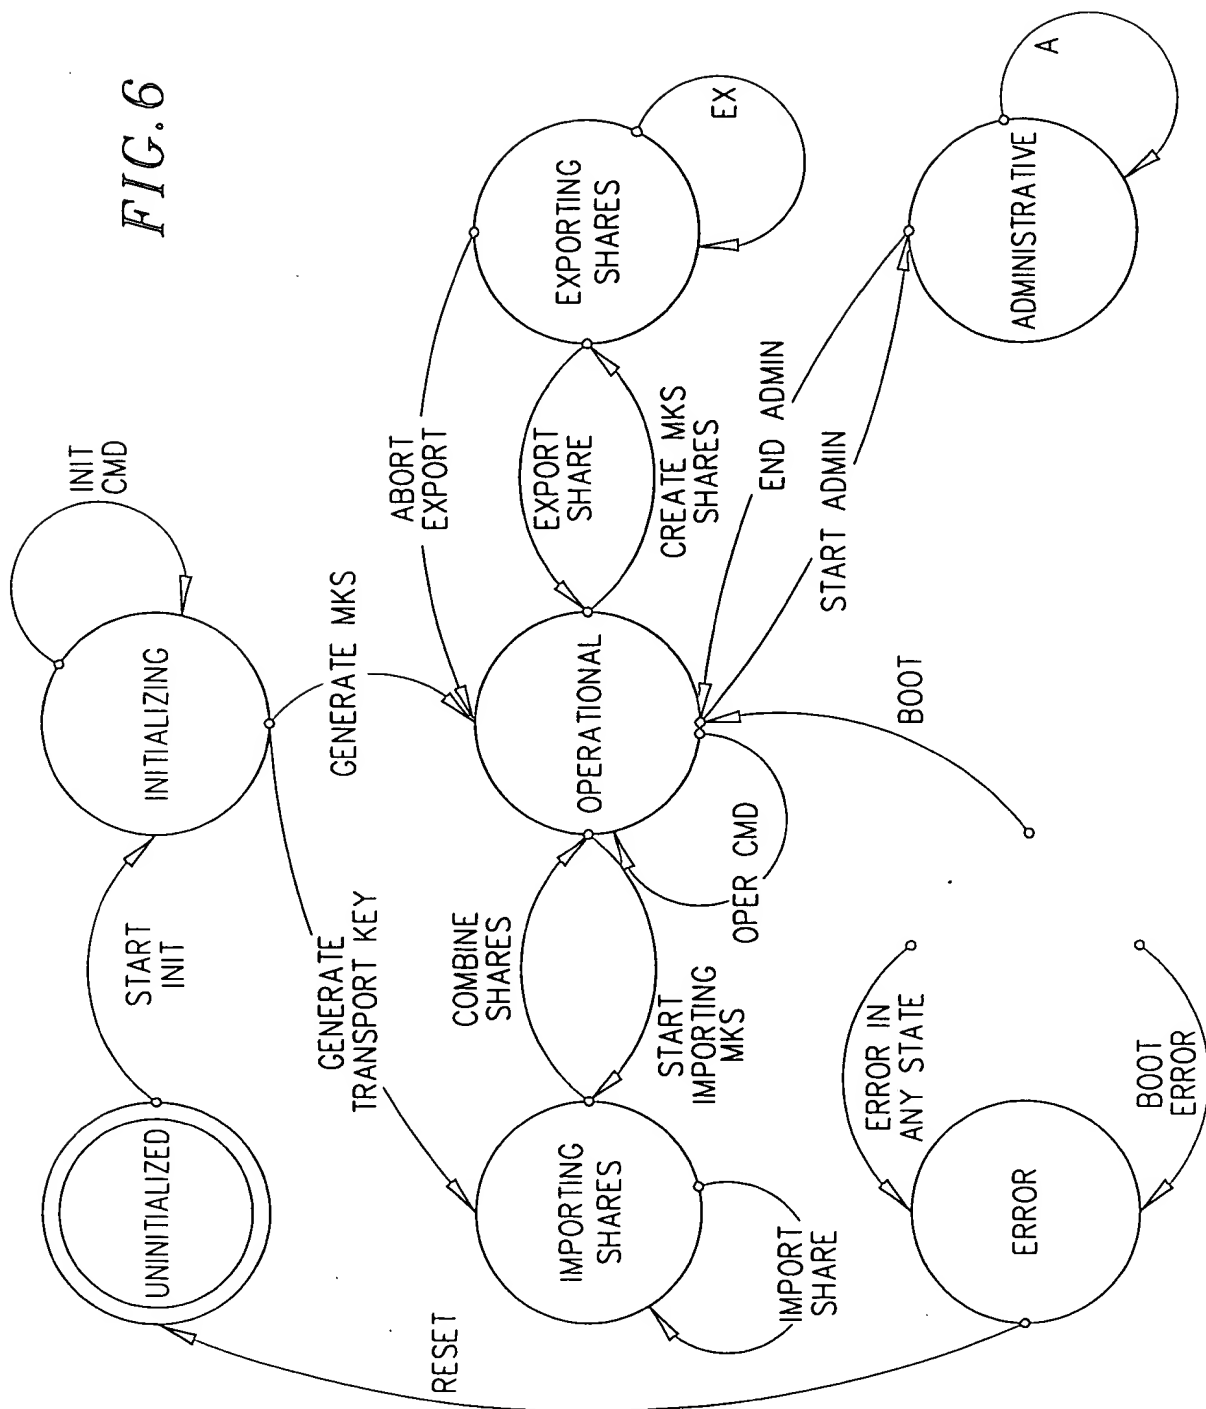 FIG. 6
UNINITIALIZED
START
INIT
INITIALIZING
INIT
CMD
RESET
GENERATE
TRANSPORT KEY
GENERATE MKS
ABORT
EXPORT
IMPORTING
SHARES
COMBINE
SHARES
START
IMPORTING
MKS
OPERATIONAL
EXPORT
SHARE
CREATE MKS
SHARES
EXPORTING
SHARES
EX
IMPORT
SHARE
OPER CMD
END ADMIN
START ADMIN
ERROR IN
ANY STATE
BOOT
ERROR
BOOT
ERROR
ADMINISTRATIVE
A